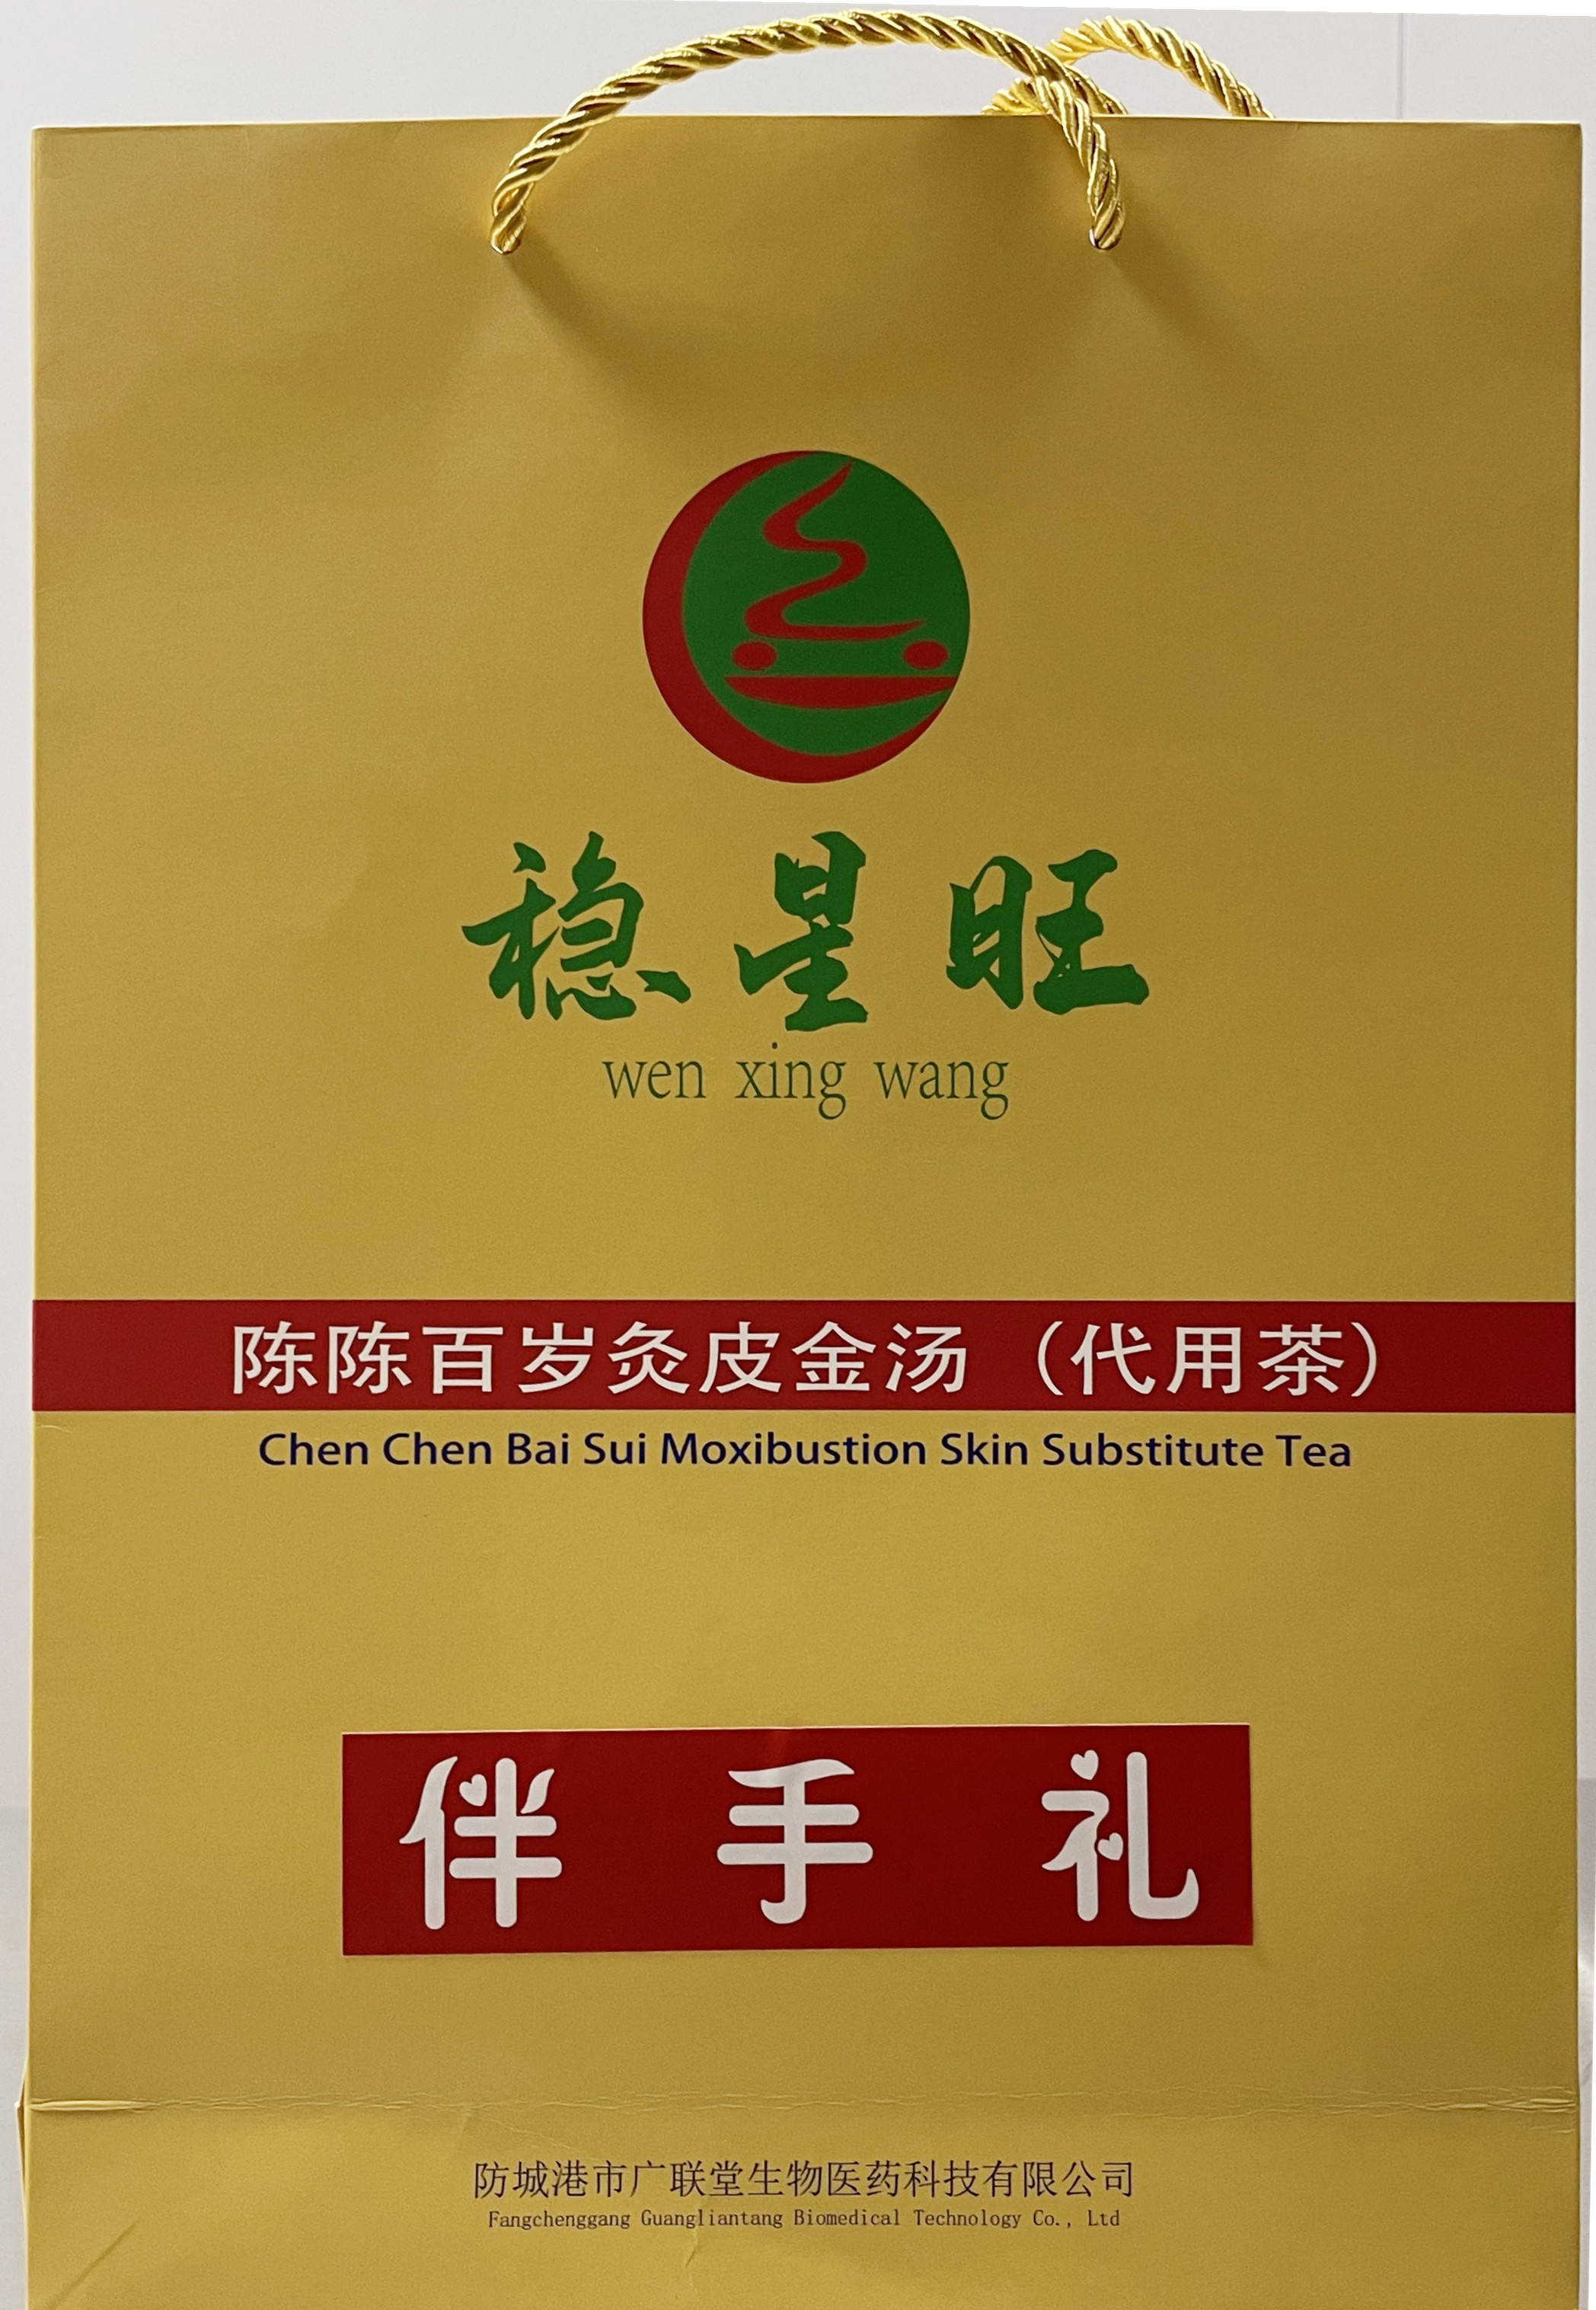 稳星旺
wen xing wang
陈陈百岁灸皮金汤（代用茶）
Chen Chen Bai Sui Moxibustion Skin Substitute Tea
伴手礼
防城港市广联堂生物医药科技有限公司
Fangchenggang Guangliantang Biomedical Technology Co., Ltd